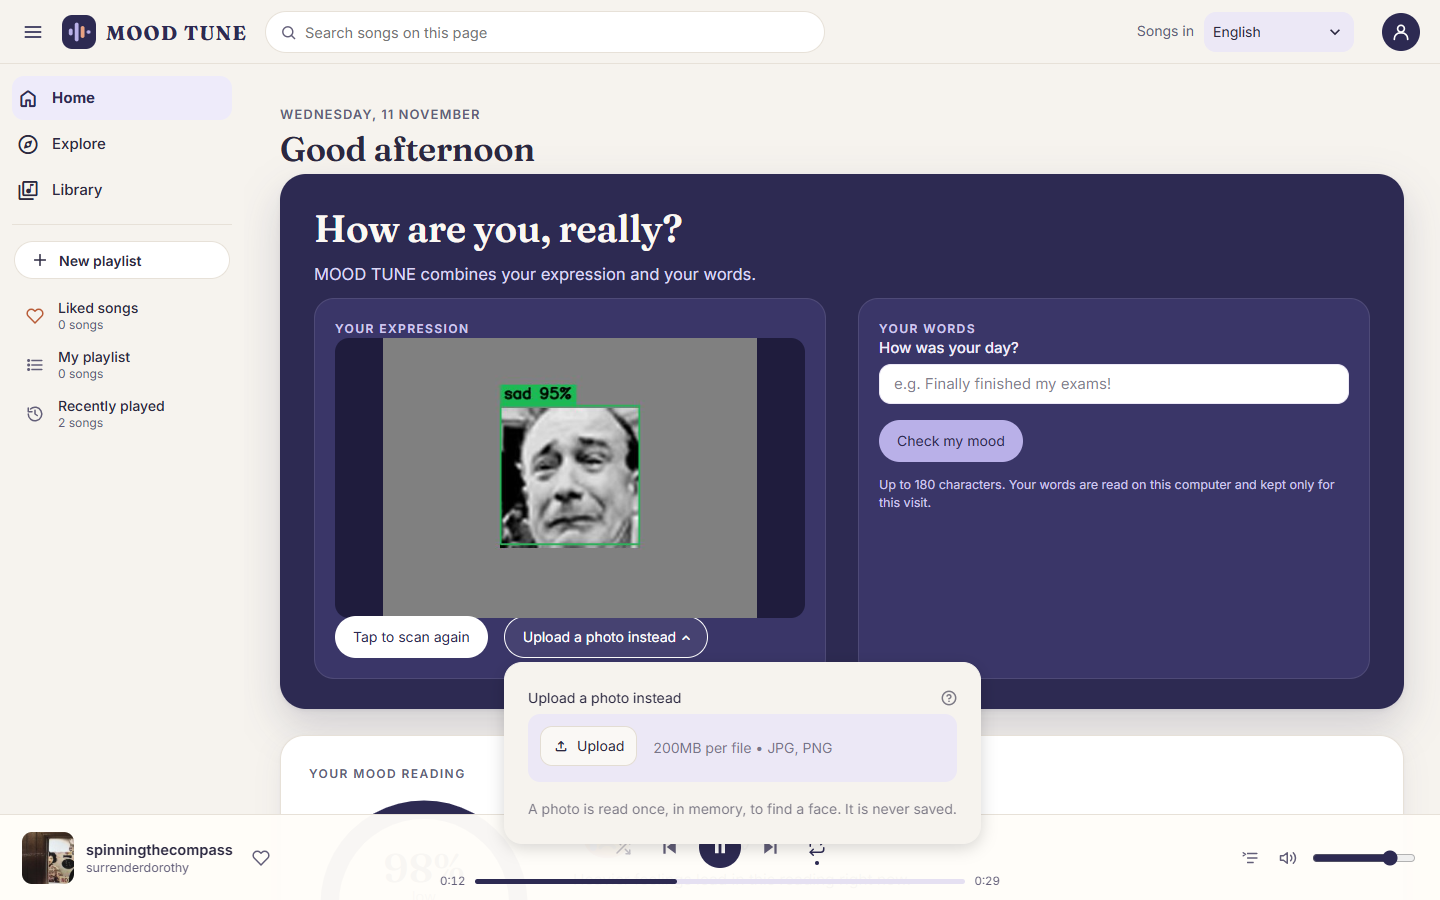 MOOD TUNE
Search songs on this page
Songs in
English
Home
Explore
Library
New playlist
Liked songs
0 songs
My playlist
0 songs
Recently played
2 songs
WEDNESDAY, 11 NOVEMBER
Good afternoon
How are you, really?
MOOD TUNE combines your expression and your words.
YOUR EXPRESSION
sad 95%
Tap to scan again
Upload a photo instead
YOUR WORDS
How was your day?
e.g. Finally finished my exams!
Check my mood
Up to 180 characters. Your words are read on this computer and kept only for
this visit.
Upload a photo instead
Upload
200MB per file • JPG, PNG
A photo is read once, in memory, to find a face. It is never saved.
YOUR MOOD READING
98%
spinningthecompass
surrenderdorothy
0:12
0:29